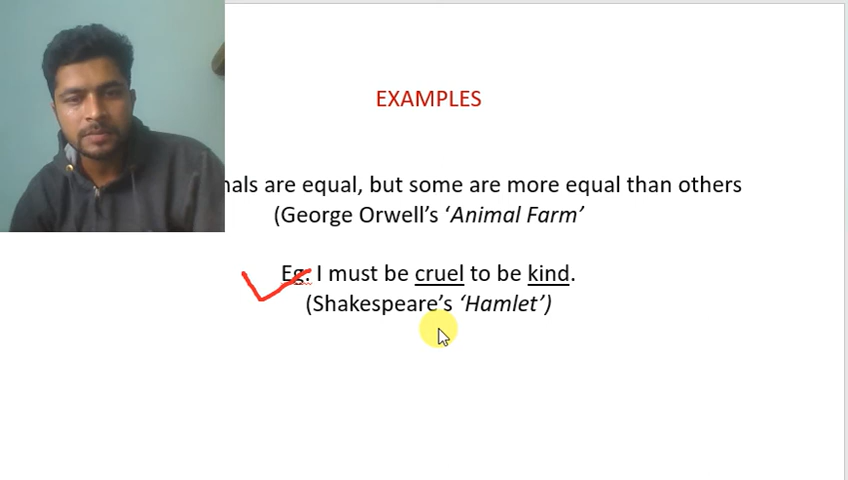 EXAMPLES
are equal, but some are more equal than others
(George Orwell’s ‘Animal Farm’
Eg: I must be cruel to be kind.
(Shakespeare’s ‘Hamlet’)